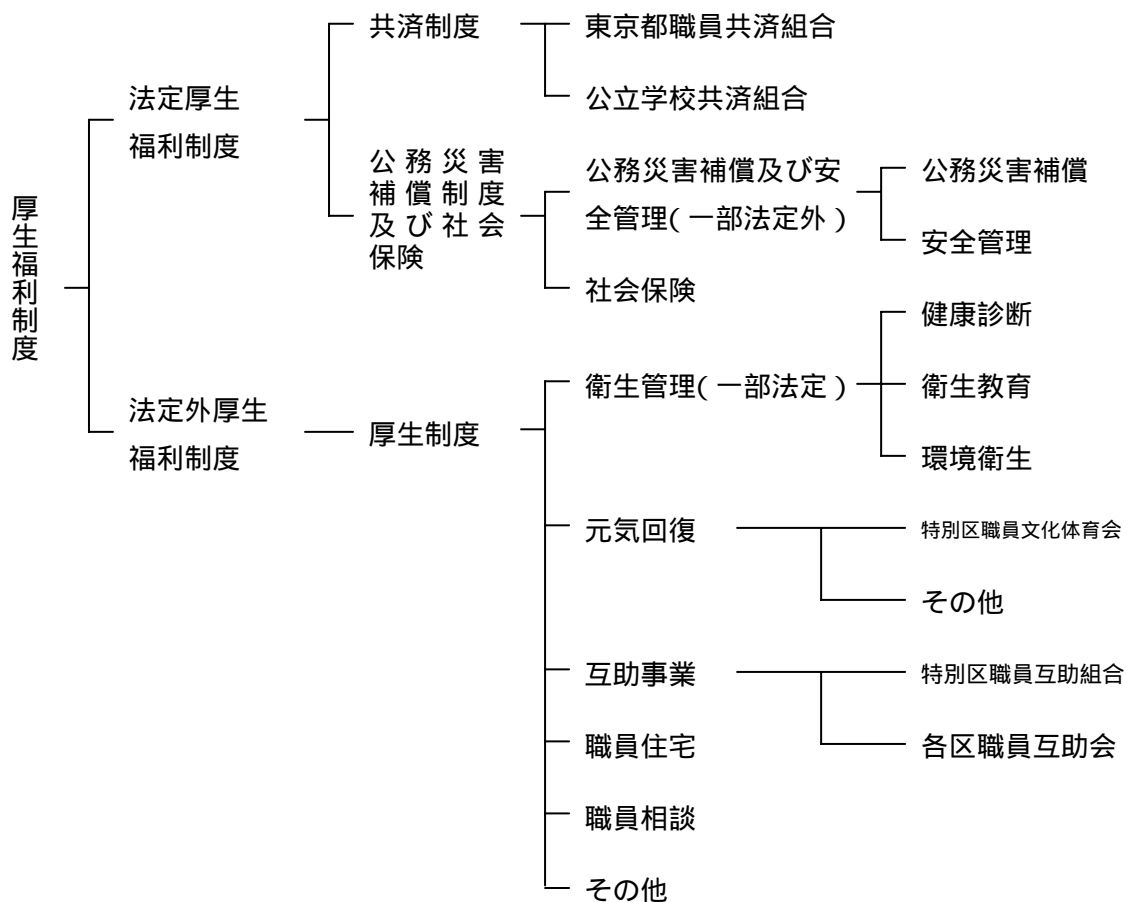 厚生福利制度
法定厚生
福利制度
共済制度
東京都職員共済組合
公立学校共済組合
公務災害
補償制度
及び社会
保険
公務災害補償及び安
全管理(一部法定外)
公務災害補償
安全管理
社会保険
法定外厚生
福利制度
厚生制度
衛生管理(一部法定)
健康診断
衛生教育
環境衛生
元気回復
特別区職員文化体育会
その他
互助事業
特別区職員互助組合
各区職員互助会
職員住宅
職員相談
その他